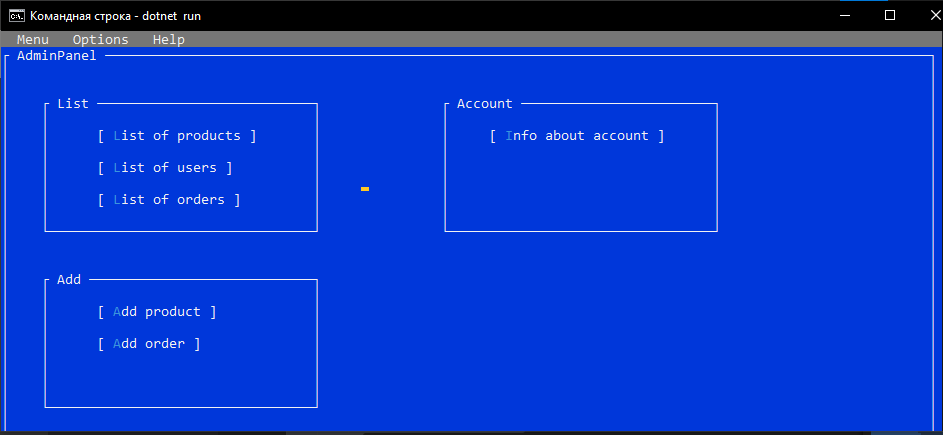 Командная строка - dotnet run
Menu Options Help
AdminPanel
List
[ List of products ]
[ List of users ]
[ List of orders ]
Account
[ Info about account ]
Add
[ Add product ]
[ Add order ]